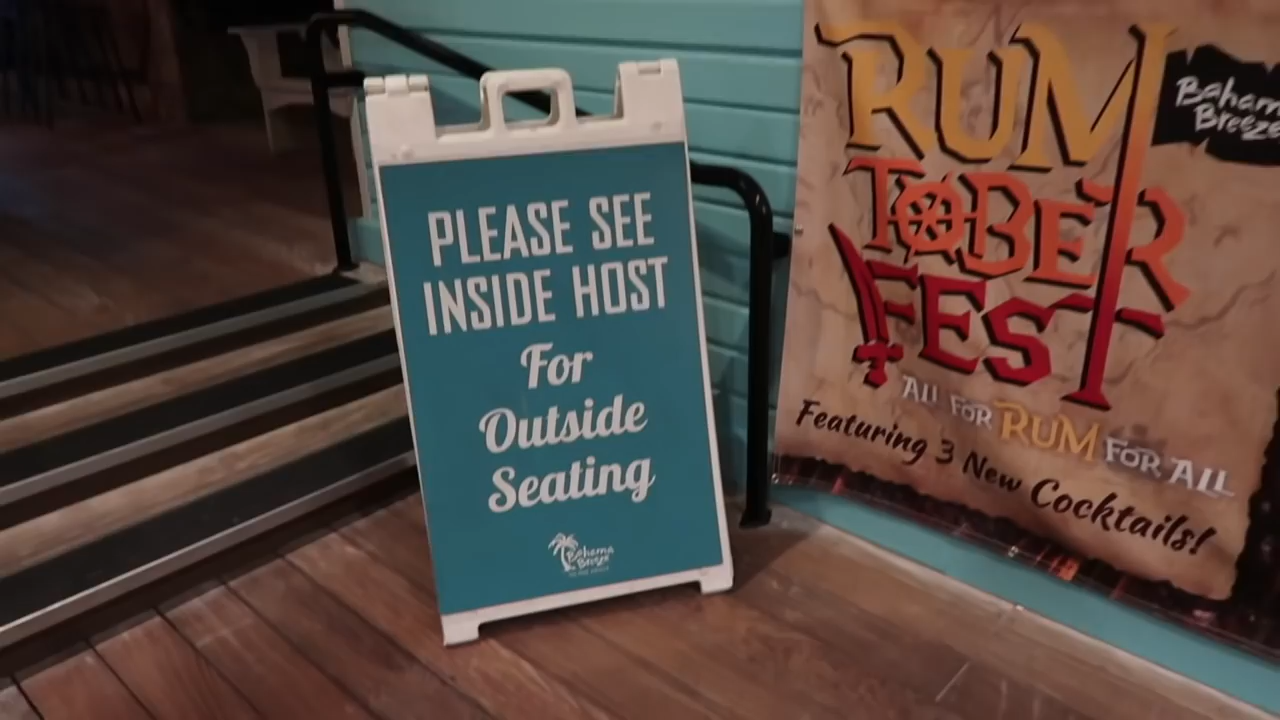 PLEASE SEE
INSIDE HOST
For
Outside
Seating
Bahama
Breeze
RUM
TOBER
FEST
Bahama
Breeze
ALL FOR RUM FOR ALL
Featuring 3 New Cocktails!